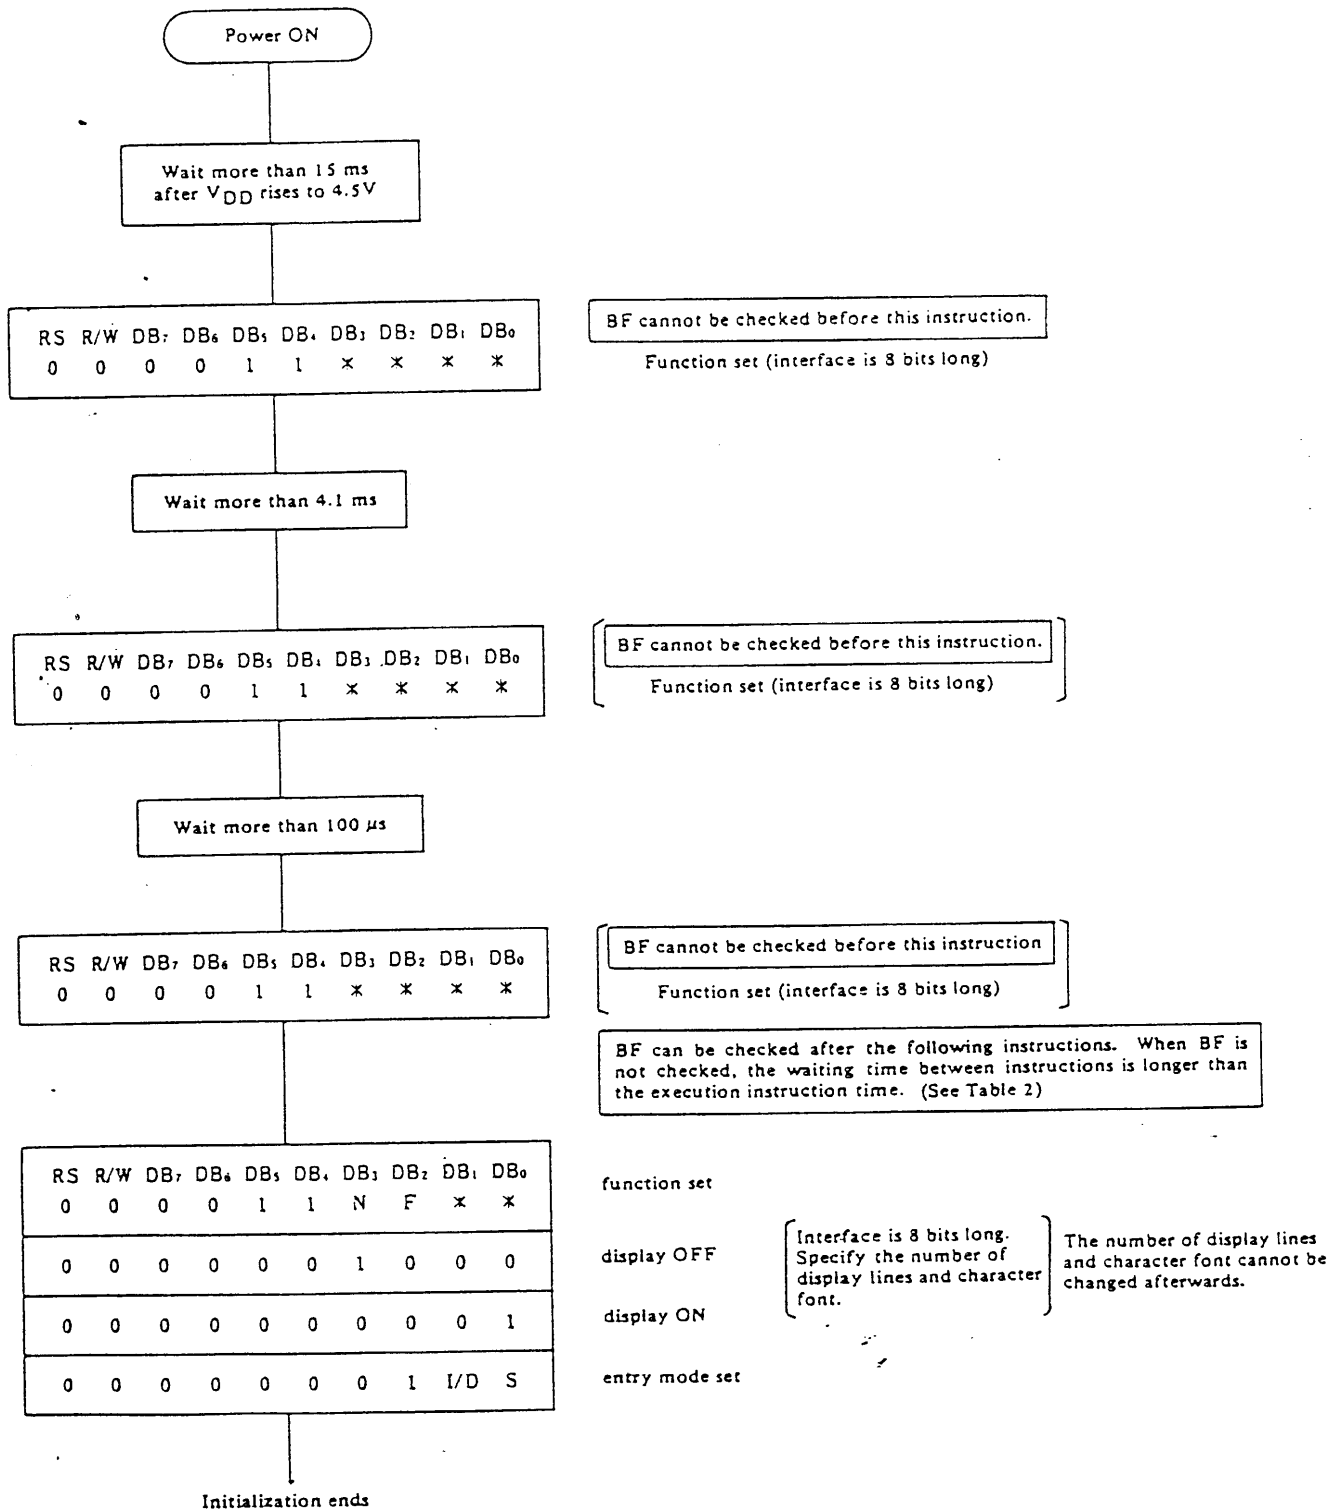 Power ON
Wait more than 15 ms
after VDD rises to 4.5V
RS R/W DB₇ DB₆ DB₅ DB₄ DB₃ DB₂ DB₁ DB₀
0 0 0 0 1 1 * * * *
BF cannot be checked before this instruction.
Function set (interface is 8 bits long)
Wait more than 4.1 ms
RS R/W DB₇ DB₆ DB₅ DB₄ DB₃ DB₂ DB₁ DB₀
0 0 0 0 1 1 * * * *
BF cannot be checked before this instruction.
Function set (interface is 8 bits long)
Wait more than 100 μs
RS R/W DB₇ DB₆ DB₅ DB₄ DB₃ DB₂ DB₁ DB₀
0 0 0 0 1 1 * * * *
BF cannot be checked before this instruction
Function set (interface is 8 bits long)
BF can be checked after the following instructions. When BF is
not checked, the waiting time between instructions is longer than
the execution instruction time. (See Table 2)
RS R/W DB₇ DB₆ DB₅ DB₄ DB₃ DB₂ DB₁ DB₀
0 0 0 0 1 1 N F * *
function set
0 0 0 0 0 0 1 0 0 0
display OFF
0 0 0 0 0 0 0 0 0 1
display ON
0 0 0 0 0 0 0 1 I/D S
entry mode set
Interface is 8 bits long.
Specify the number of
display lines and character
font.
The number of display lines
and character font cannot be
changed afterwards.
Initialization ends